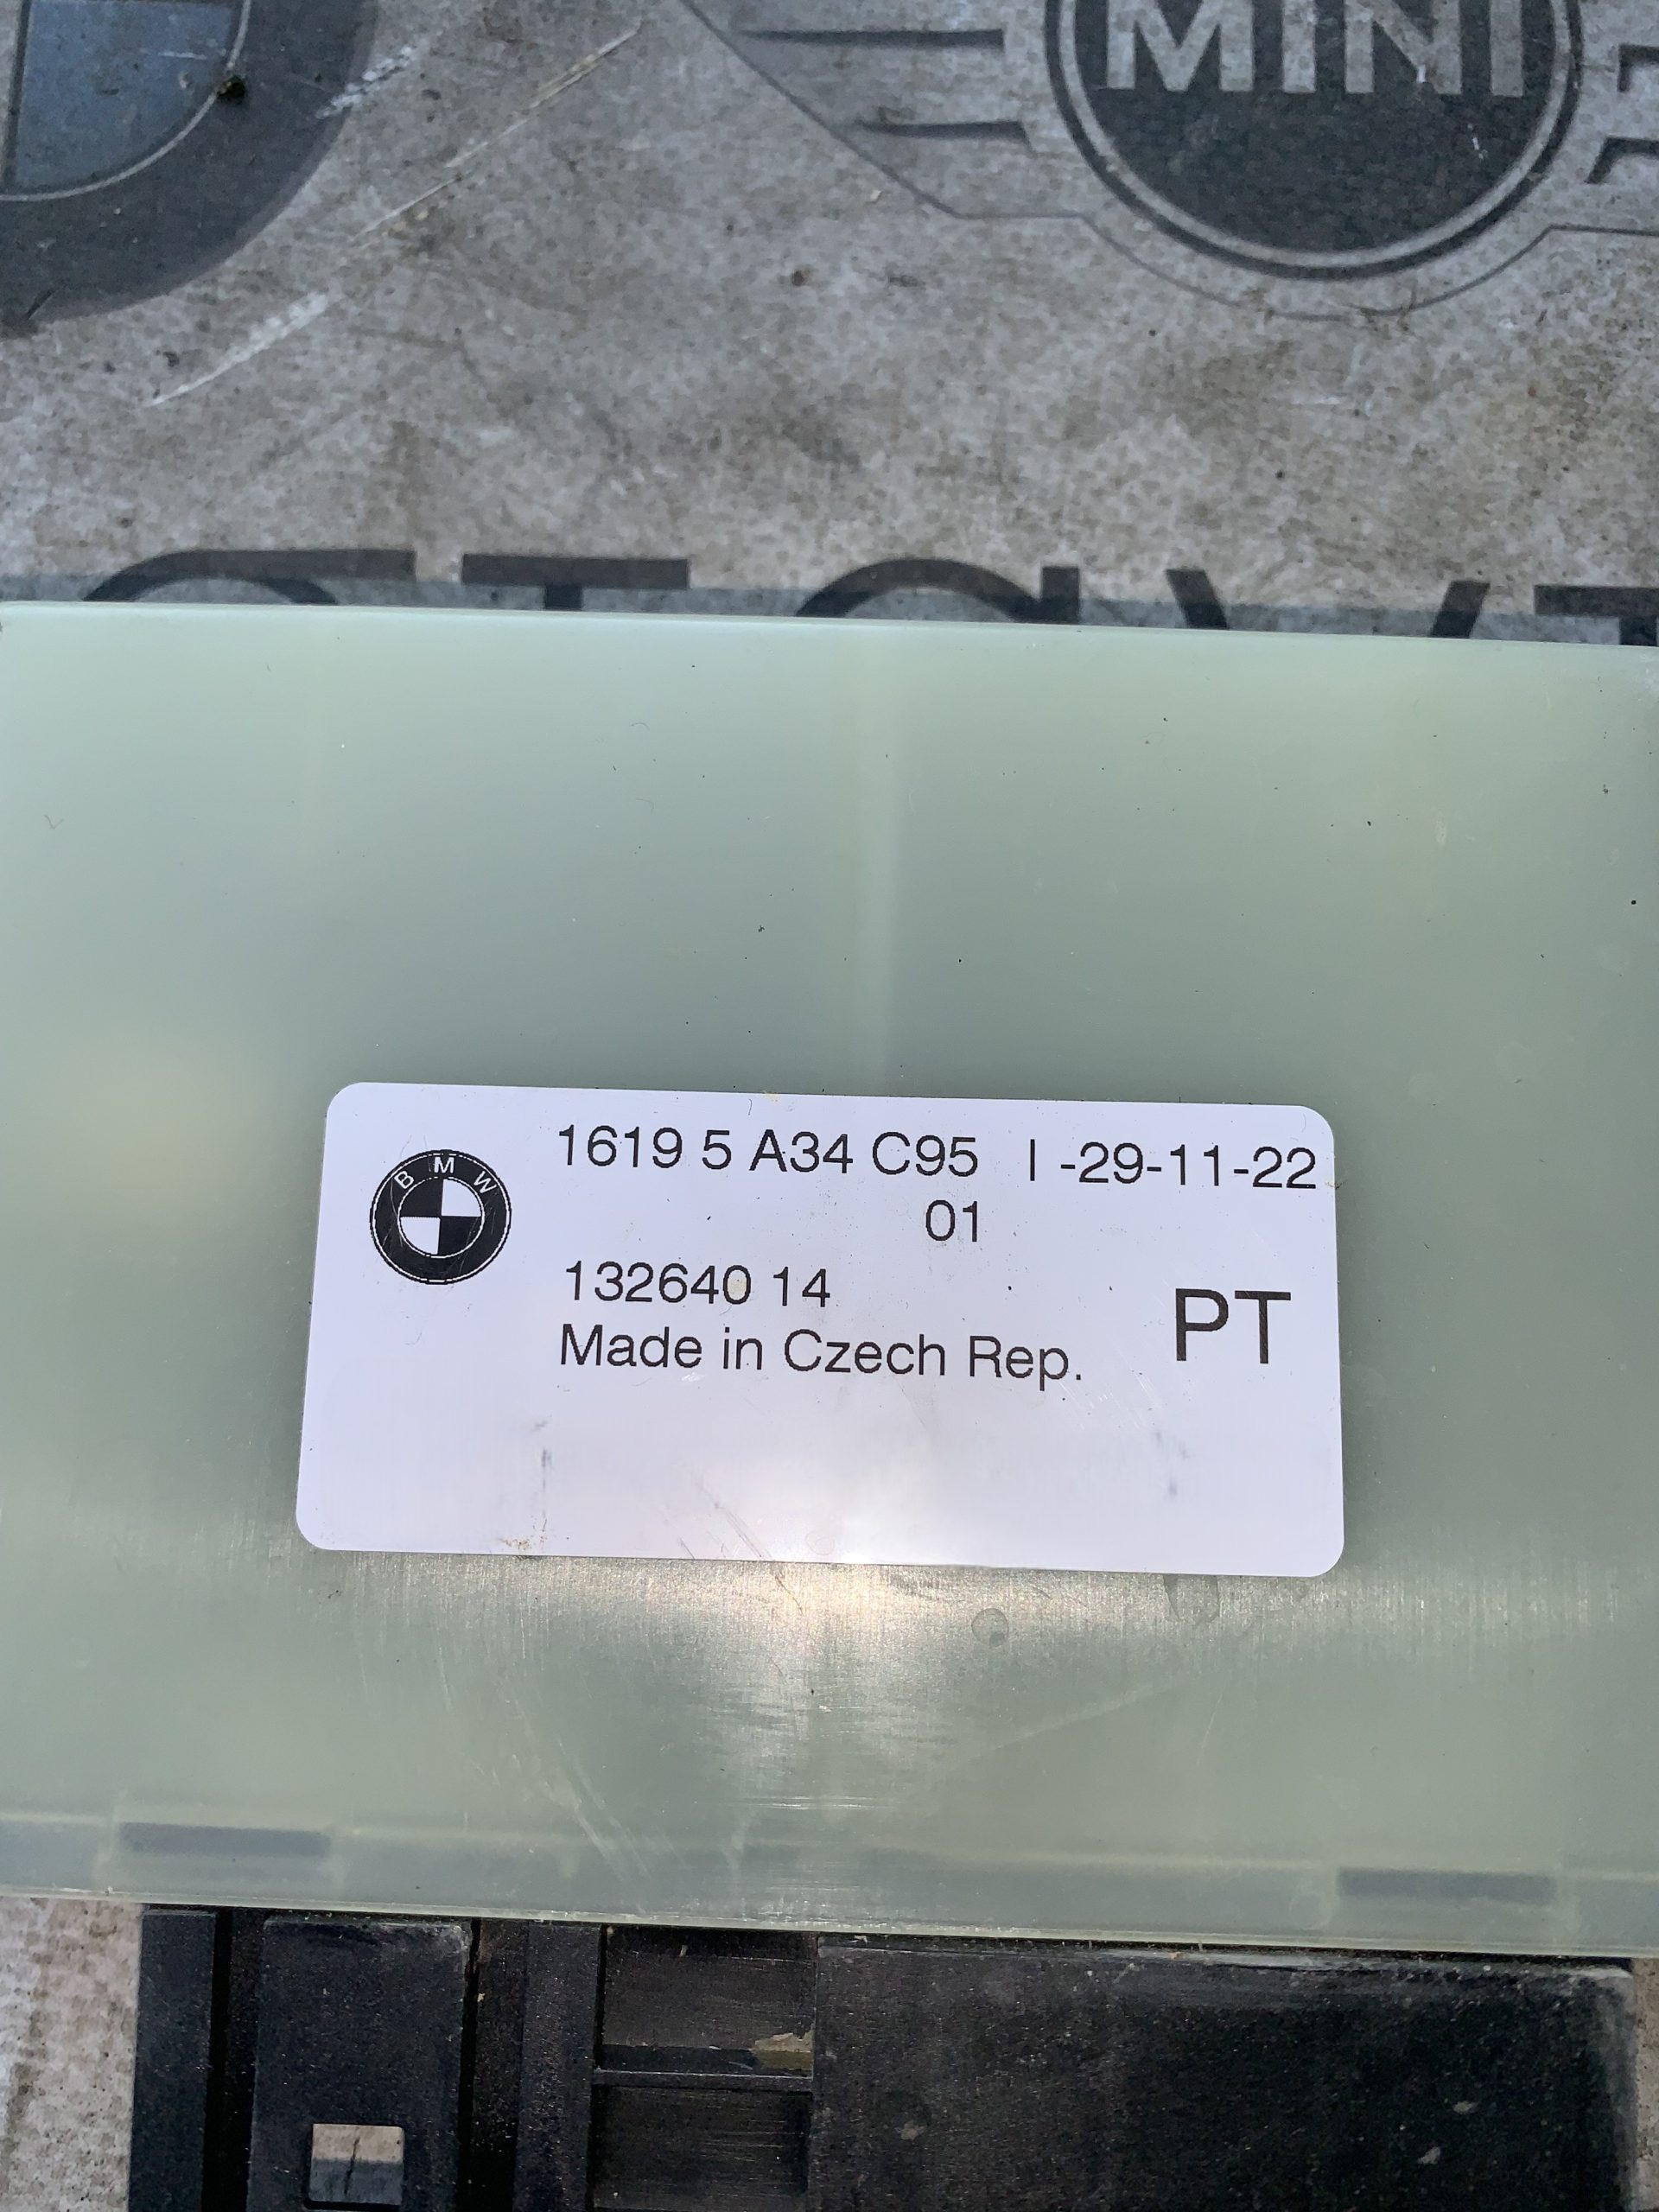 MINI
BMW
1619 5 A34 C95 I -29-11-22
01
132640 14
PT
Made in Czech Rep.